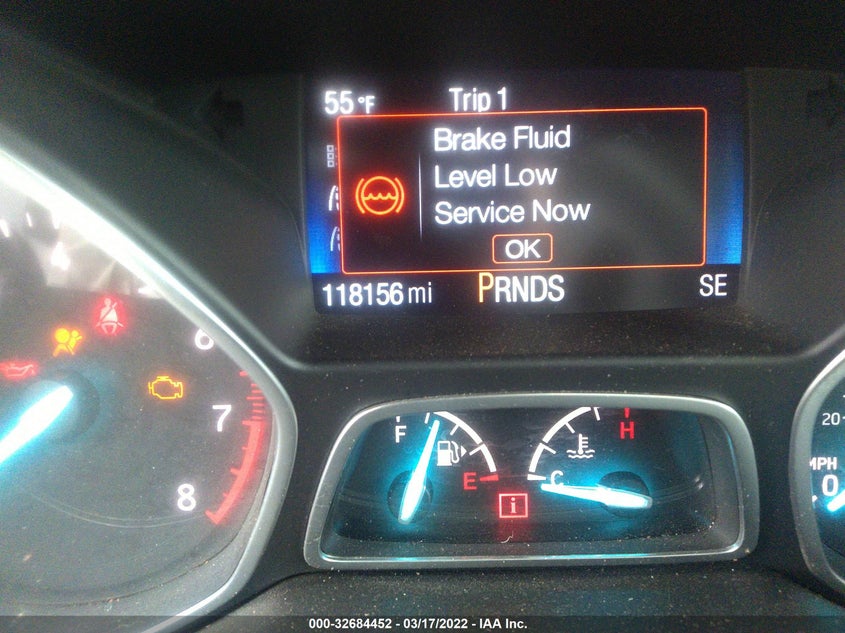 55°F Trip 1
Brake Fluid
Level Low
Service Now
OK
118156 mi PRNDS SE
6
7
8
F
E
H
C
i
20
MPH
0
000-32684452 - 03/17/2022 - IAA Inc.